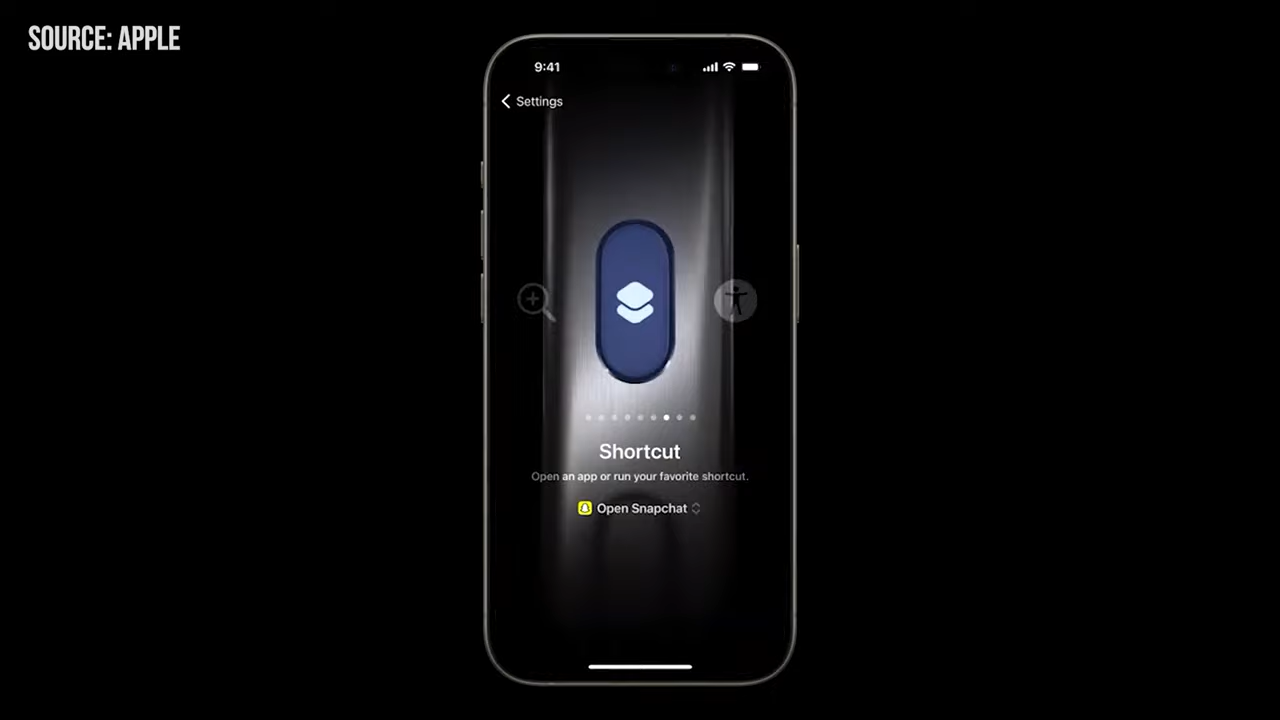 SOURCE: APPLE
9:41
Settings
Shortcut
Open an app or run your favorite shortcut.
Open Snapchat